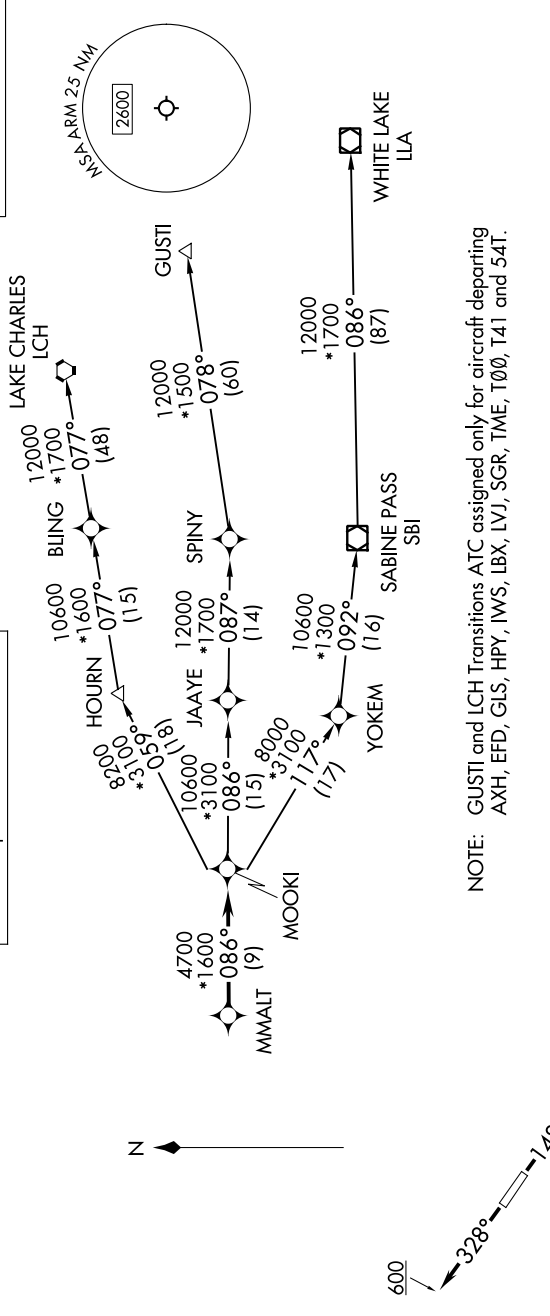 MSA ARM 25 NM
2600
LAKE CHARLES
LCH
12000
*1700
077°
(48)
BLING
10600
*1600
077°
(15)
HOURN
8200
*3100
059°
(18)
GUSTI
12000
*1500
078°
(60)
SPINY
12000
*1700
087°
(14)
JAAYE
10600
*3100
086°
(15)
MOOKI
4700
*1600
086°
(9)
MMALT
8000
*3100
117°
(17)
YOKEM
10600
*1300
092°
(16)
SABINE PASS
SBI
12000
*1700
086°
(87)
WHITE LAKE
LLA
N
NOTE: GUSTI and LCH Transitions ATC assigned only for aircraft departing
AXH, EFD, GLS, HPY, IWS, LBX, LVJ, SGR, TME, TØØ, T41 and 54T.
600
328°